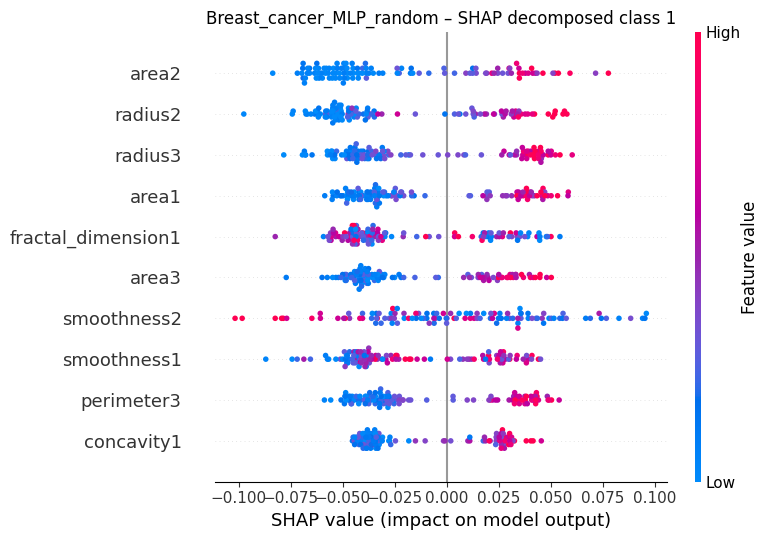 Breast_cancer_MLP_random – SHAP decomposed class 1
High
area2
radius2
radius3
area1
fractal_dimension1
area3
smoothness2
smoothness1
perimeter3
concavity1
Feature value
Low
−0.100 −0.075 −0.050 −0.025 0.000 0.025 0.050 0.075 0.100
SHAP value (impact on model output)